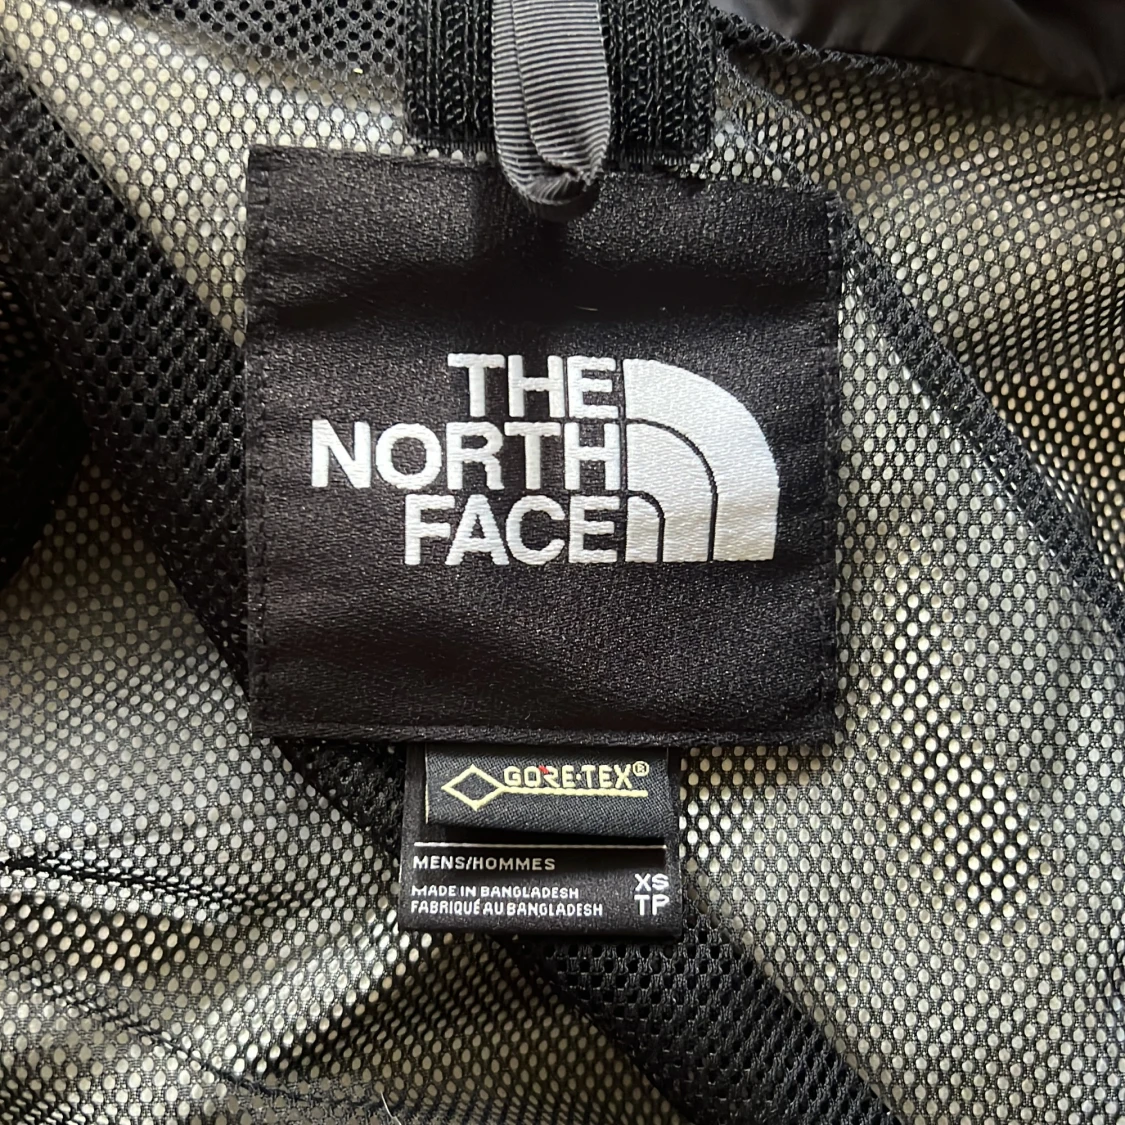 THE
NORTH
FACE
GORE-TEX®
MENS/HOMMES
MADE IN BANGLADESH
FABRIQUÉ AU BANGLADESH
XS
TP